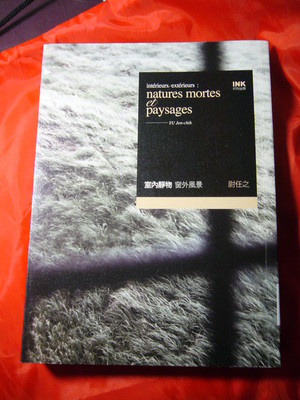 intérieurs. extérieurs :
natures mortes
et
paysages
FU Jen-chih
INK
室內靜物 窗外風景
尉任之